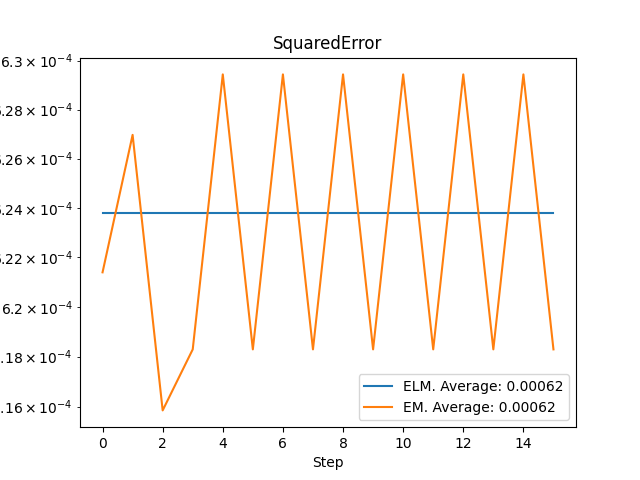 SquaredError
6.3 × 10⁻⁴
6.28 × 10⁻⁴
6.26 × 10⁻⁴
6.24 × 10⁻⁴
6.22 × 10⁻⁴
6.2 × 10⁻⁴
.18 × 10⁻⁴
.16 × 10⁻⁴
ELM. Average: 0.00062
EM. Average: 0.00062
0 2 4 6 8 10 12 14
Step